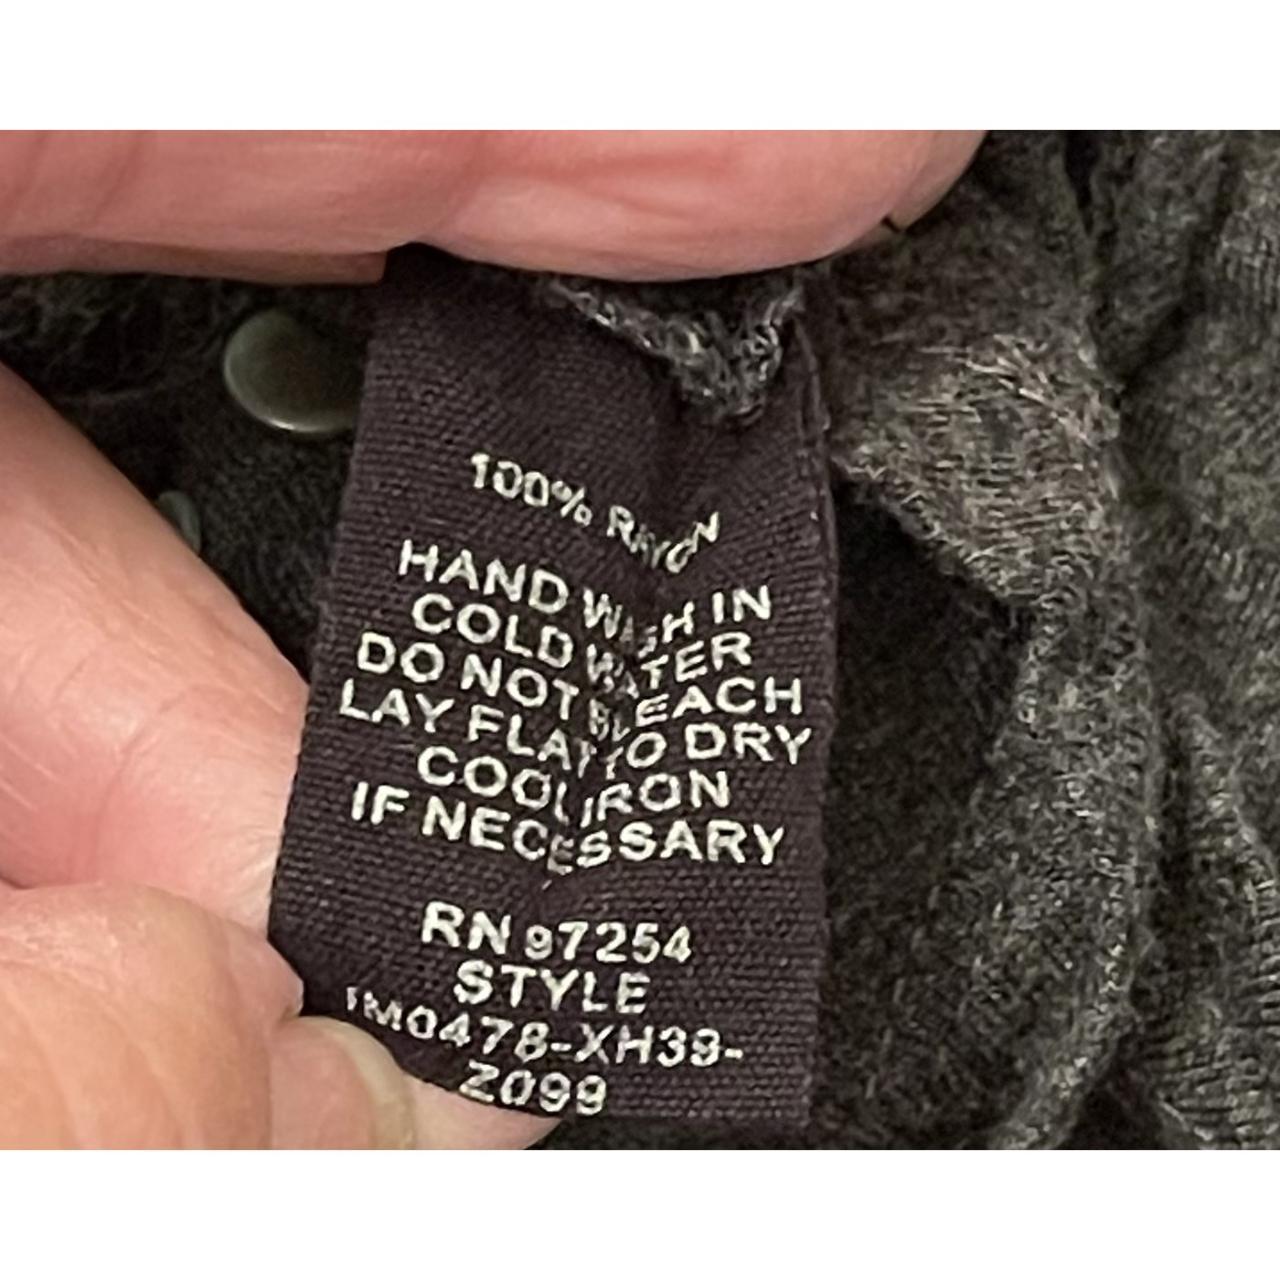 100% RAYON
HAND WASH IN
COLD WATER
DO NOT BLEACH
LAY FLAT TO DRY
COOL IRON
IF NECESSARY
RN 97254
STYLE
1M0478-XH39-
Z099